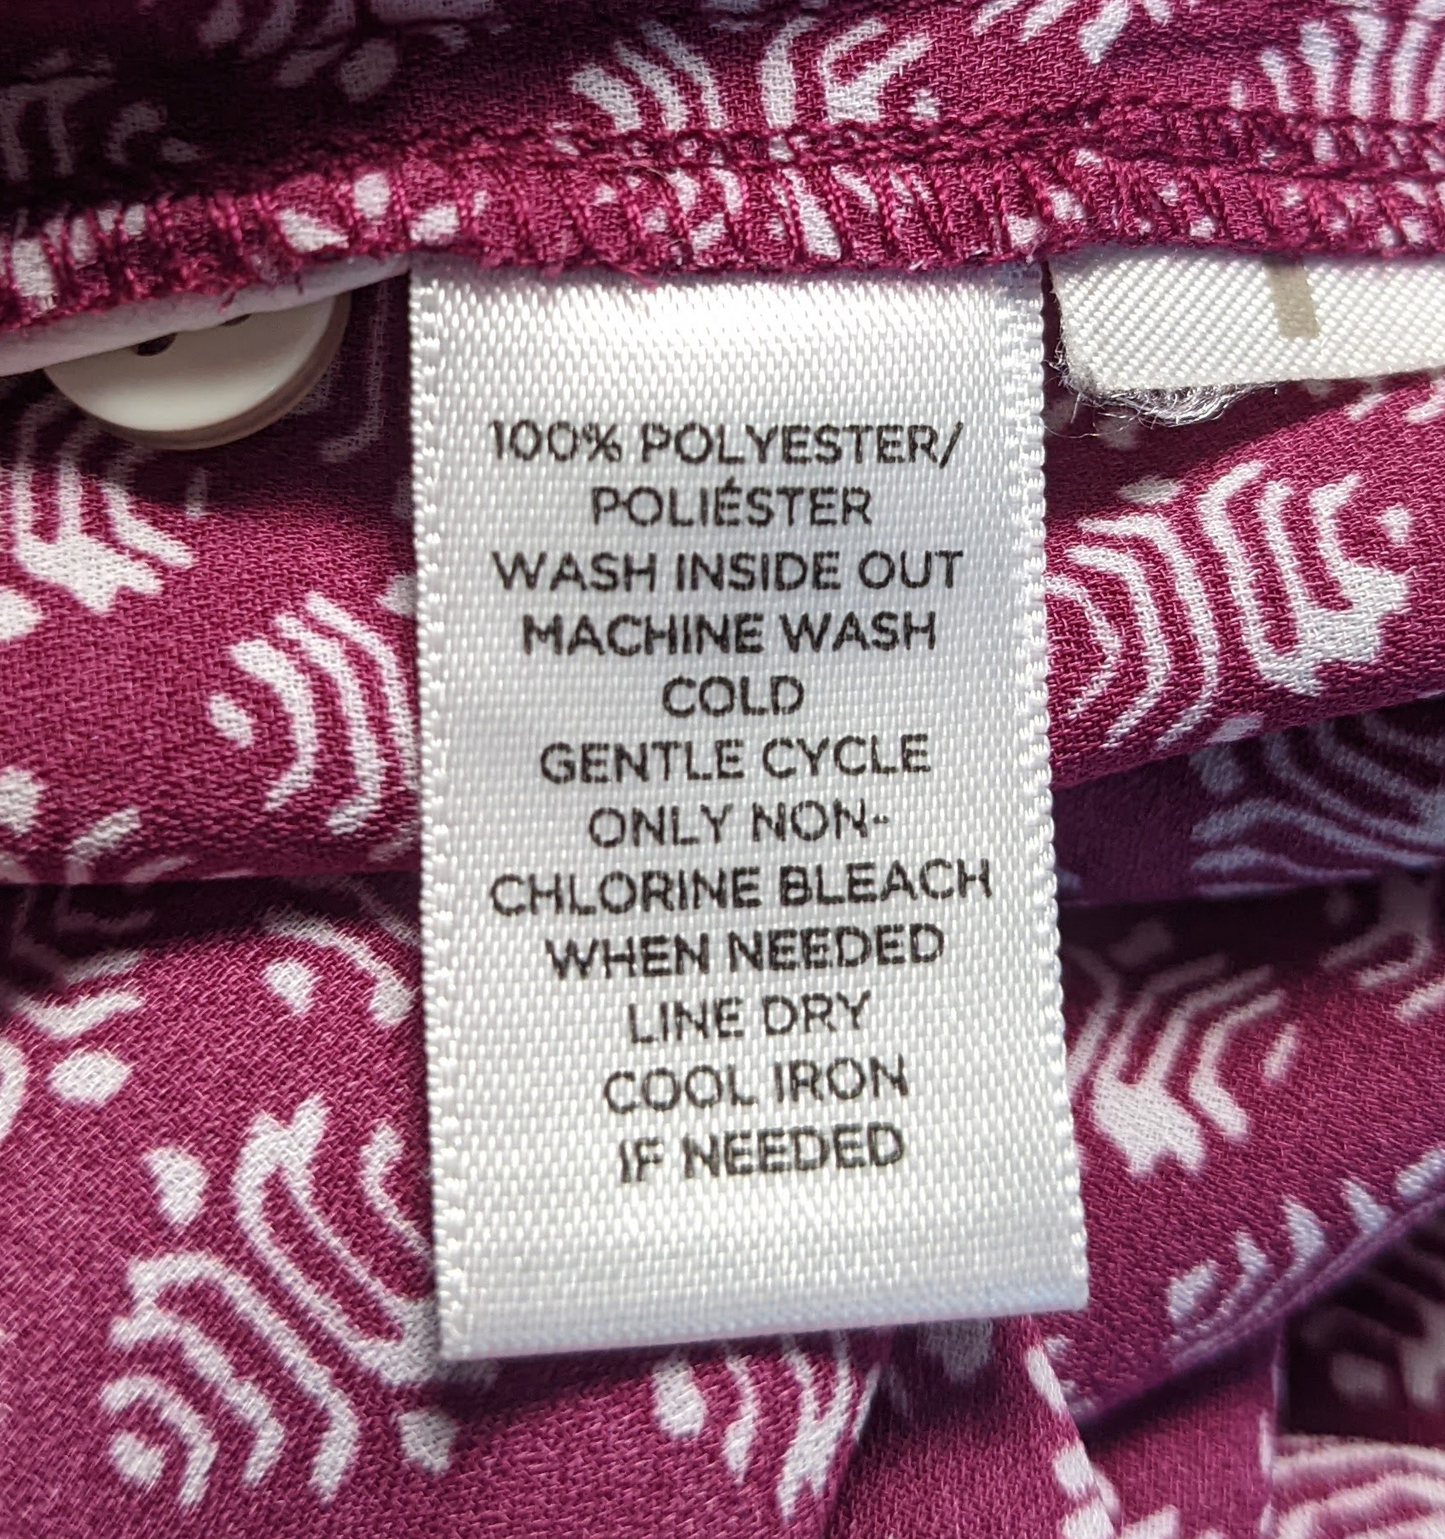 100% POLYESTER/
POLIÉSTER
WASH INSIDE OUT
MACHINE WASH
COLD
GENTLE CYCLE
ONLY NON-
CHLORINE BLEACH
WHEN NEEDED
LINE DRY
COOL IRON
IF NEEDED